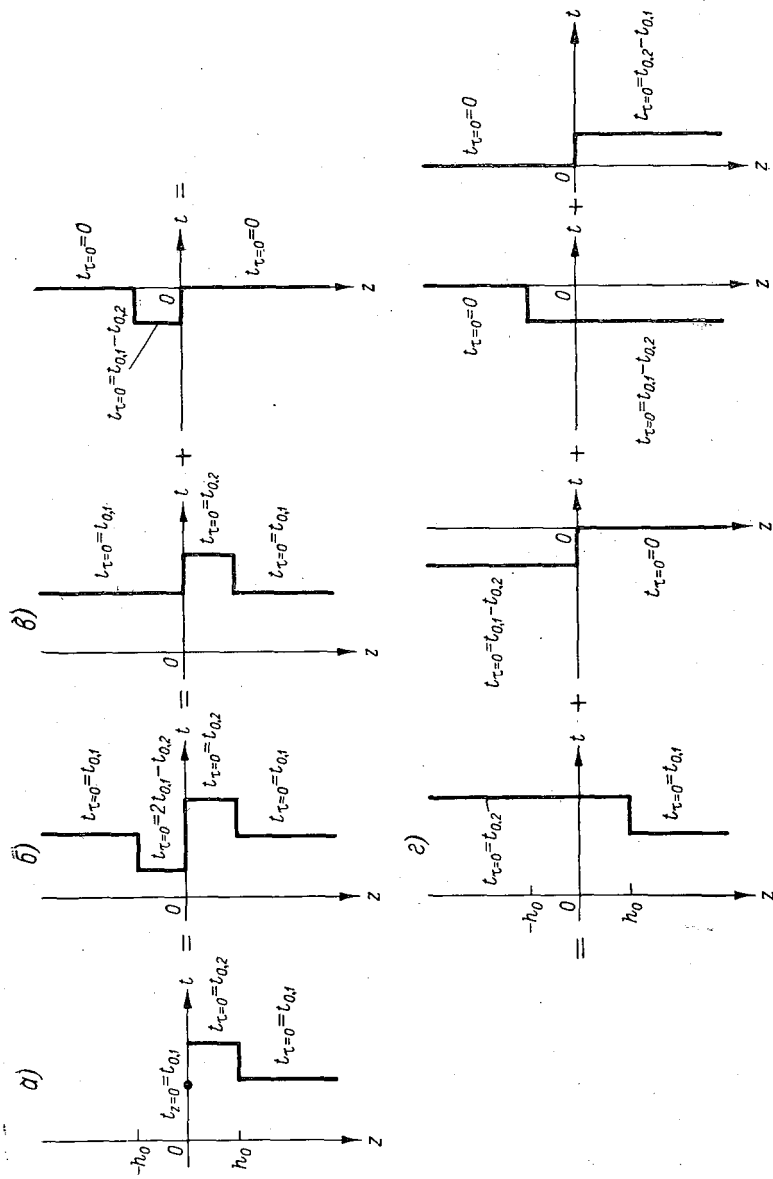 а)
t_{z=0}=t_{0,1}
t_{τ=0}=t_{0,2}
t_{τ=0}=t_{0,1}
-h_0
0
h_0
t
z
=
б)
t_{τ=0}=t_{0,1}
t_{τ=0}=2t_{0,1}-t_{0,2}
t_{τ=0}=t_{0,2}
t_{τ=0}=t_{0,1}
0
t
z
=
в)
t_{τ=0}=t_{0,1}
t_{τ=0}=t_{0,2}
t_{τ=0}=t_{0,1}
0
t
z
+
t_{τ=0}=0
t_{τ=0}=t_{0,1}-t_{0,2}
t_{τ=0}=0
0
t
z
=
г)
=
t_{τ=0}=t_{0,2}
t_{τ=0}=t_{0,1}
-h_0
0
h_0
t
z
+
t_{τ=0}=t_{0,1}-t_{0,2}
t_{τ=0}=0
0
t
z
+
t_{τ=0}=0
t_{τ=0}=t_{0,1}-t_{0,2}
0
t
z
+
t_{τ=0}=0
t_{τ=0}=t_{0,2}-t_{0,1}
0
t
z